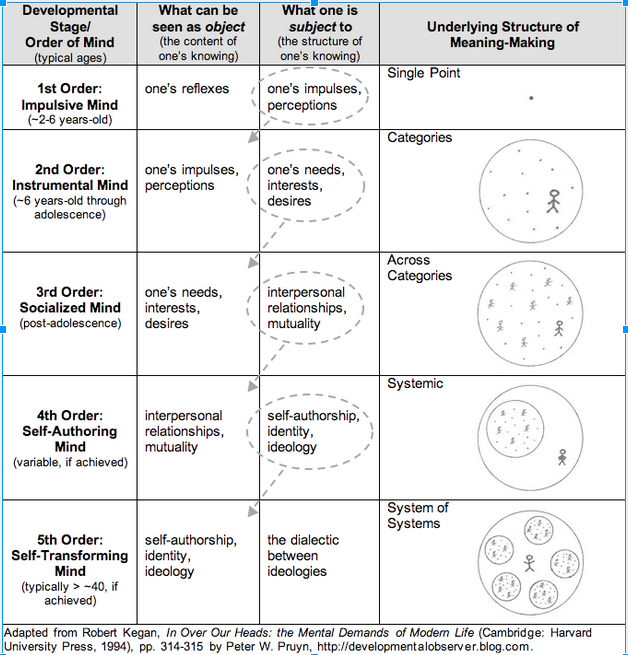 Developmental
Stage/
Order of Mind
(typical ages)
What can be
seen as object
(the content of
one's knowing)
What one is
subject to
(the structure
of one's knowing)
Underlying Structure of
Meaning-Making
1st Order:
Impulsive Mind
(~2-6 years-old)
one's reflexes
one's impulses,
perceptions
Single Point
2nd Order:
Instrumental Mind
(~6 years-old through
adolescence)
one's impulses,
perceptions
one's needs,
interests,
desires
Categories
3rd Order:
Socialized Mind
(post-adolescence)
one's needs,
interests,
desires
interpersonal
relationships,
mutuality
Across
Categories
4th Order:
Self-Authoring
Mind
(variable, if achieved)
interpersonal
relationships,
mutuality
self-authorship,
identity,
ideology
Systemic
5th Order:
Self-Transforming
Mind
(typically > ~40, if
achieved)
self-authorship,
identity,
ideology
the dialectic
between
ideologies
System of
Systems
Adapted from Robert Kegan, In Over Our Heads: the Mental Demands of Modern Life (Cambridge: Harvard
University Press, 1994), pp. 314-315 by Peter W. Pruyn, http://developmentalobserver.blog.com.